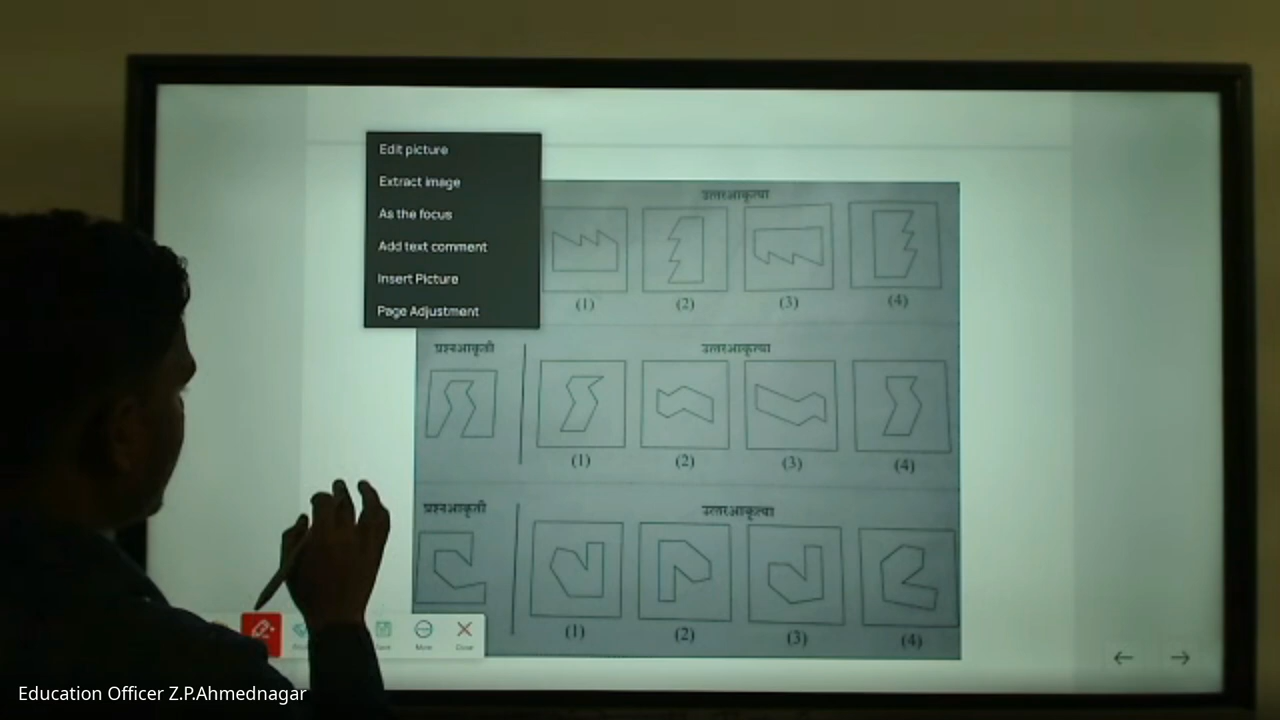 Edit picture
Extract image
As the focus
Add text comment
Insert Picture
Page Adjustment
उत्तरआकृत्या
(1) (2) (3) (4)
प्रश्नआकृती उत्तरआकृत्या
(1) (2) (3) (4)
प्रश्नआकृती उत्तरआकृत्या
(1) (2) (3) (4)
More Close
Education Officer Z.P.Ahmednagar